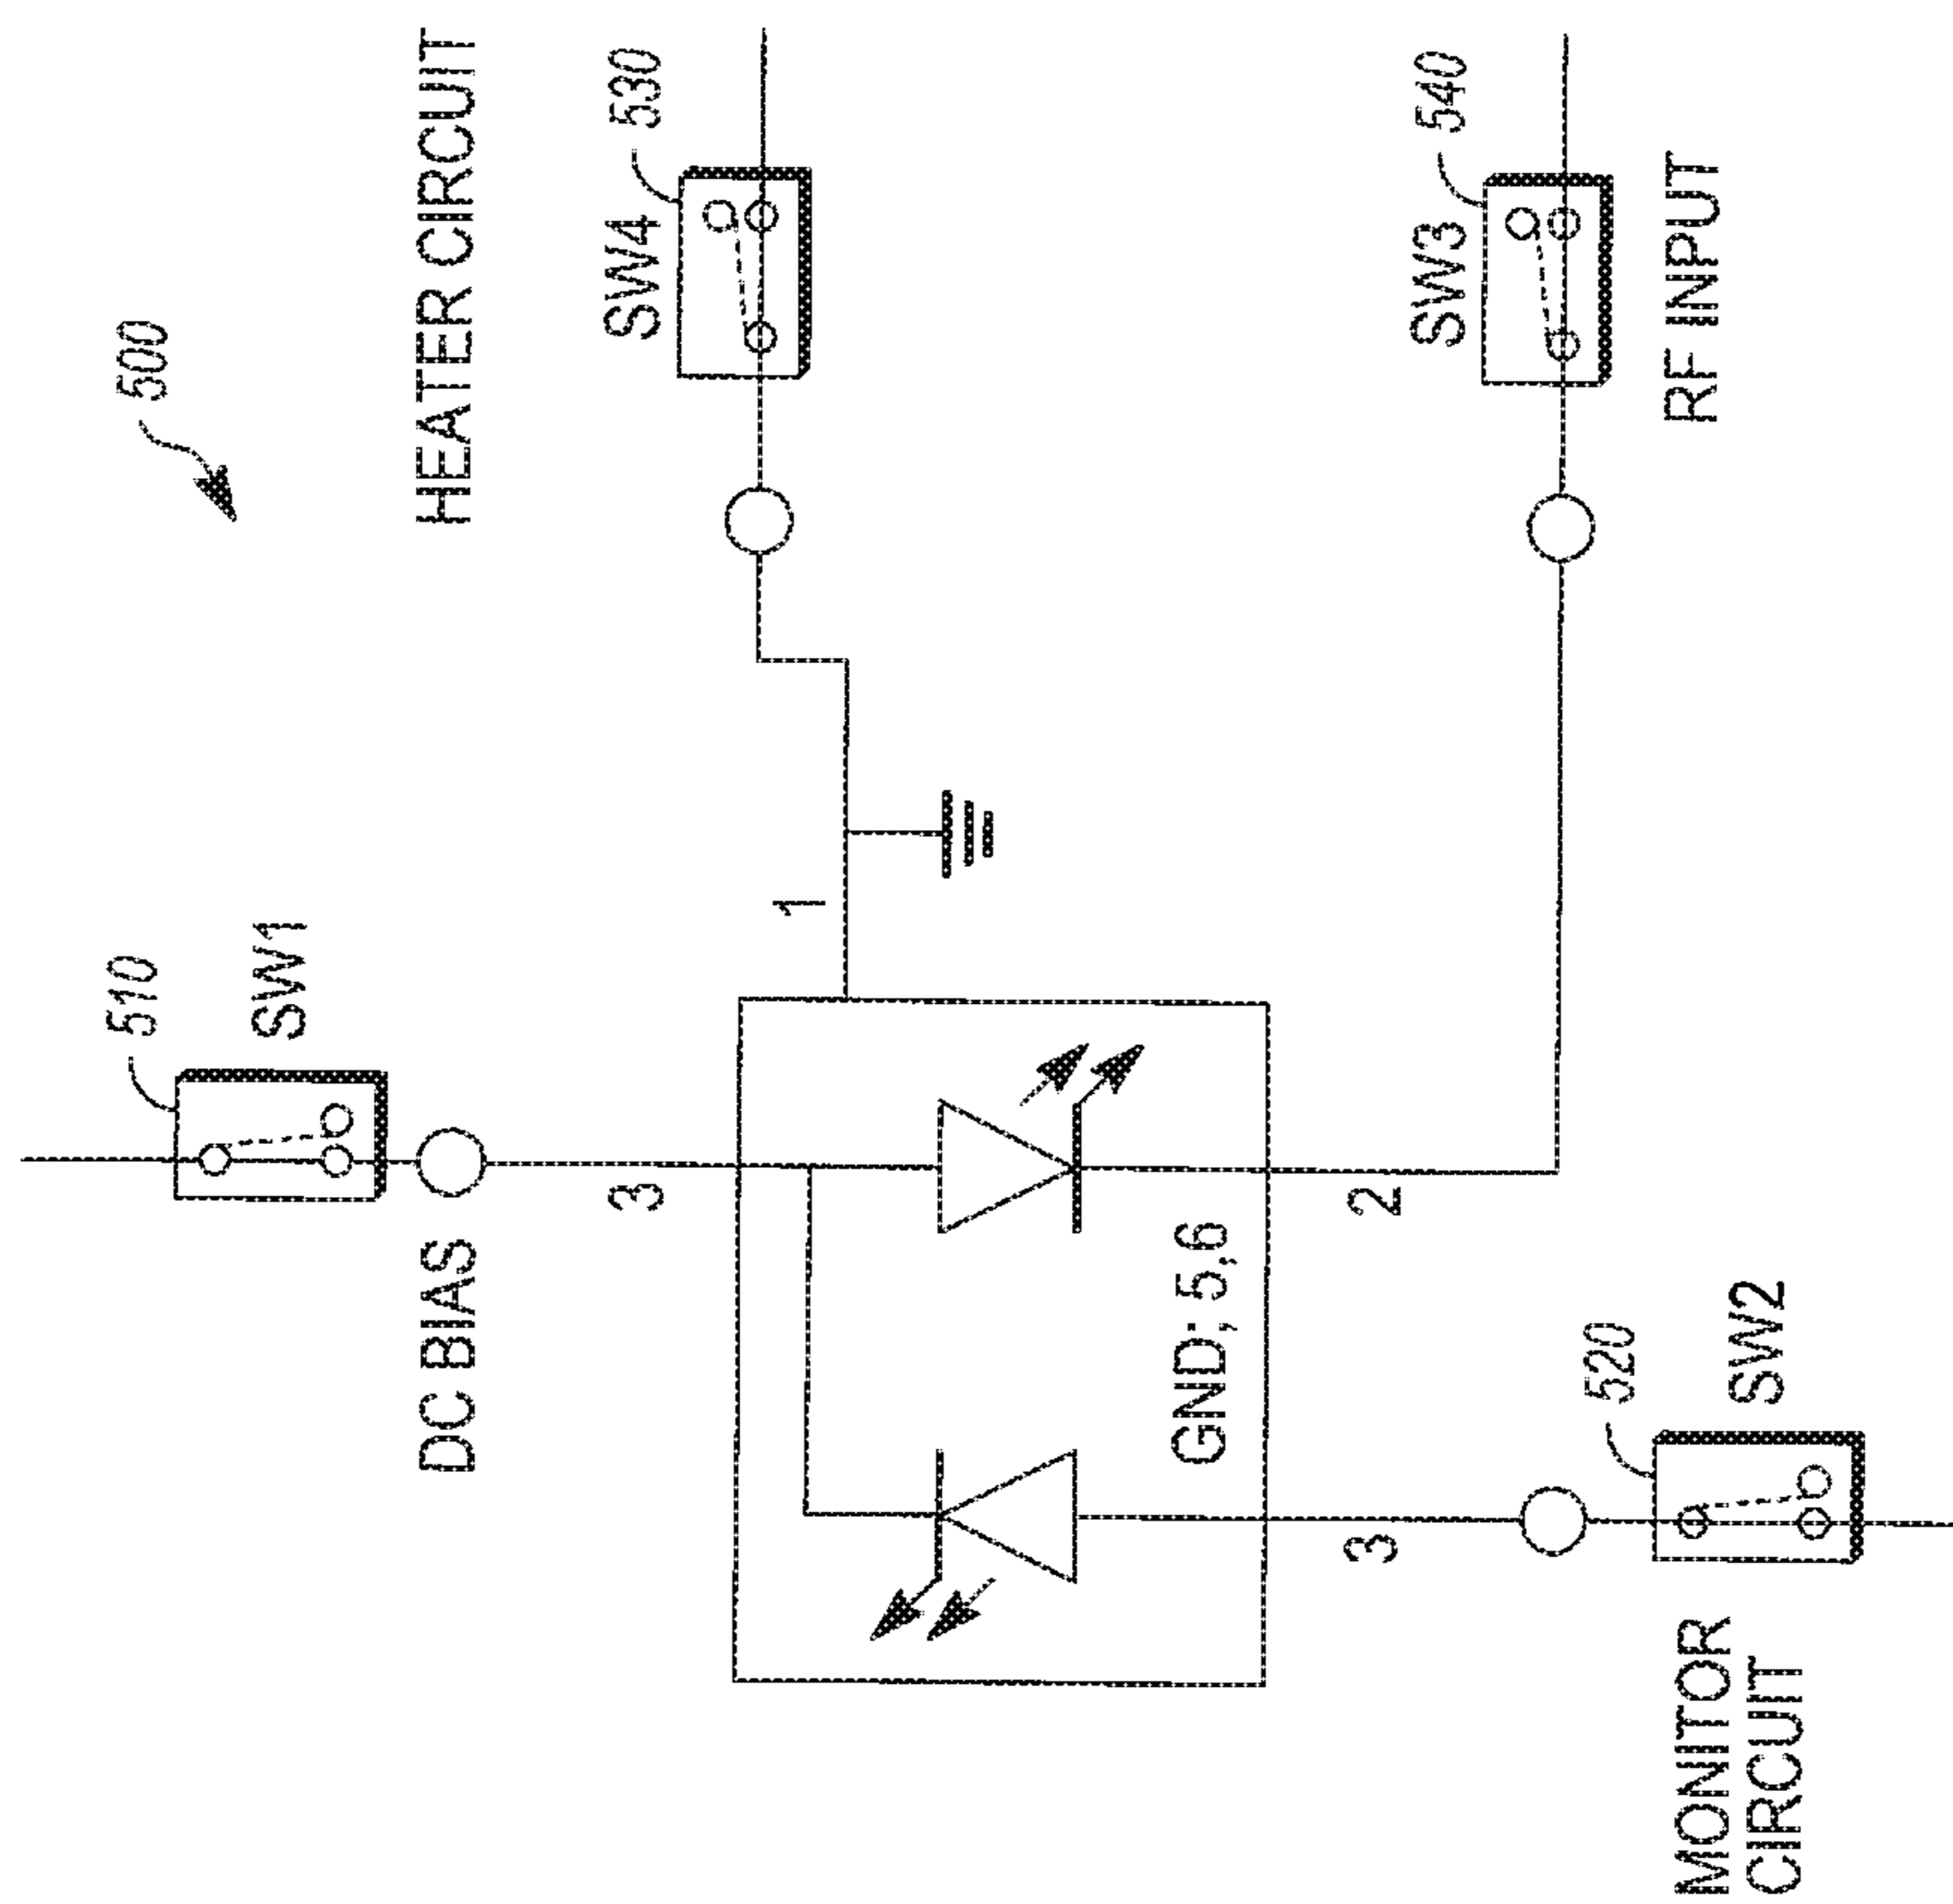 500
HEATER CIRCUIT
SW4
530
SW3
540
RF INPUT
510
SW1
DC BIAS
3
1
2
GND; 5,6
3
520
SW2
MONITOR
CIRCUIT